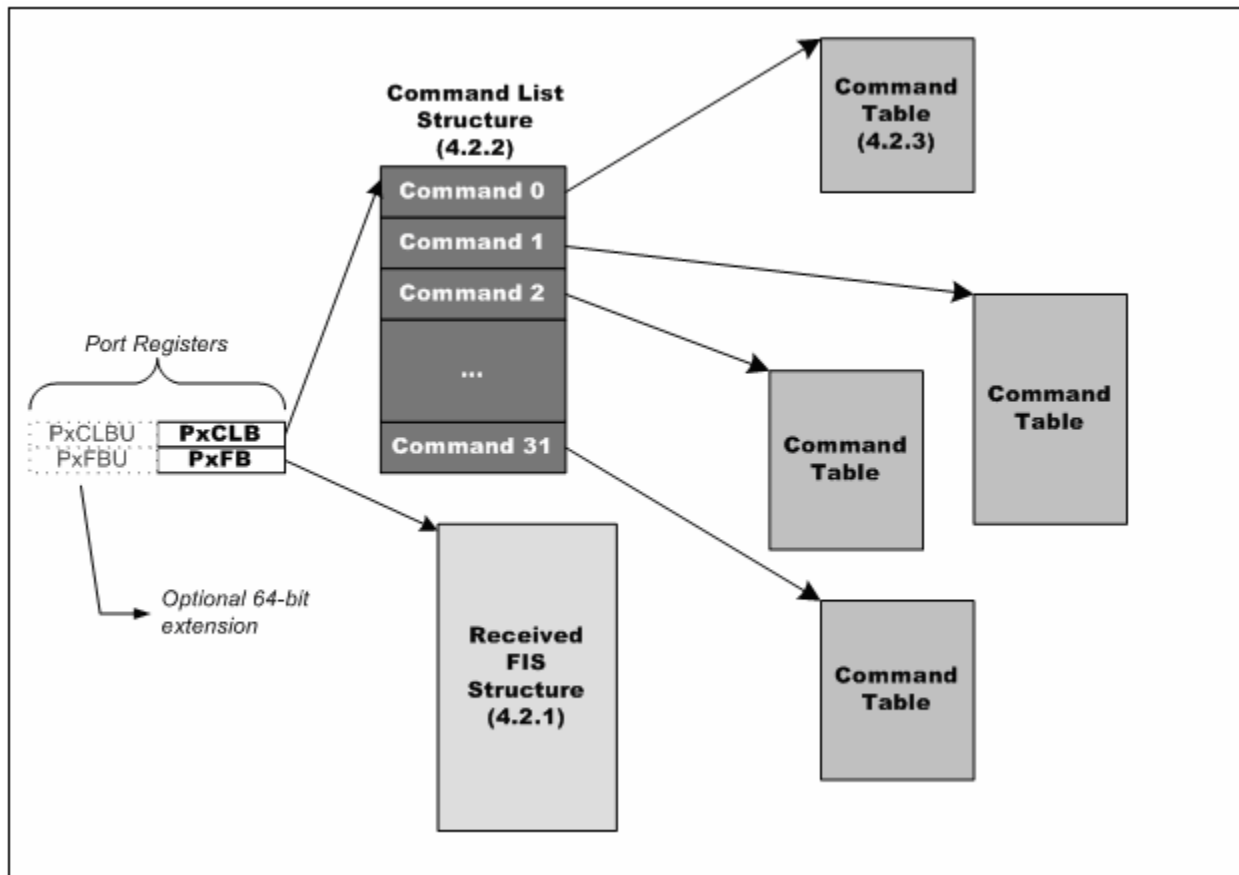 Port Registers
PxCLBU PxCLB
PxFBU PxFB
Optional 64-bit
extension
Command List
Structure
(4.2.2)
Command 0
Command 1
Command 2
...
Command 31
Received
FIS
Structure
(4.2.1)
Command
Table
(4.2.3)
Command
Table
Command
Table
Command
Table